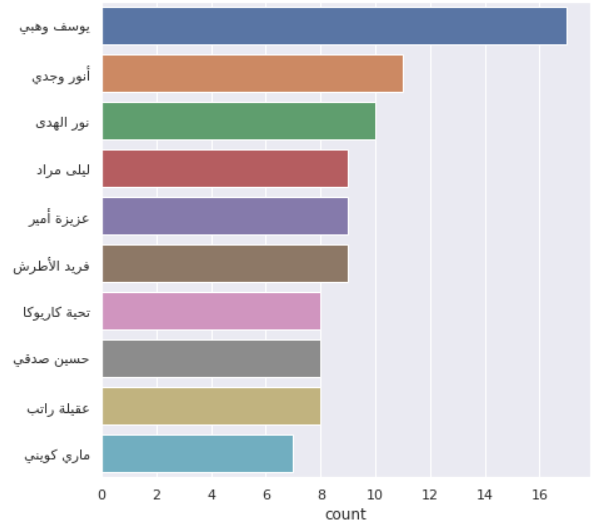 يوسف وهبي
أنور وجدي
نور الهدى
ليلى مراد
عزيزة أمير
فريد الأطرش
تحية كاريوكا
حسين صدقي
عقيلة راتب
ماري كويني
0 2 4 6 8 10 12 14 16
count